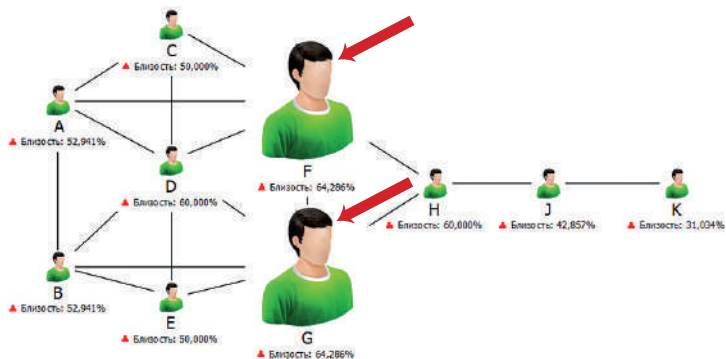 C
Близость: 50,000%
A
Близость: 52,941%
F
Близость: 64,286%
D
Близость: 60,000%
H
Близость: 60,000%
J
Близость: 42,857%
K
Близость: 31,034%
B
Близость: 52,941%
E
Близость: 50,000%
G
Близость: 64,286%